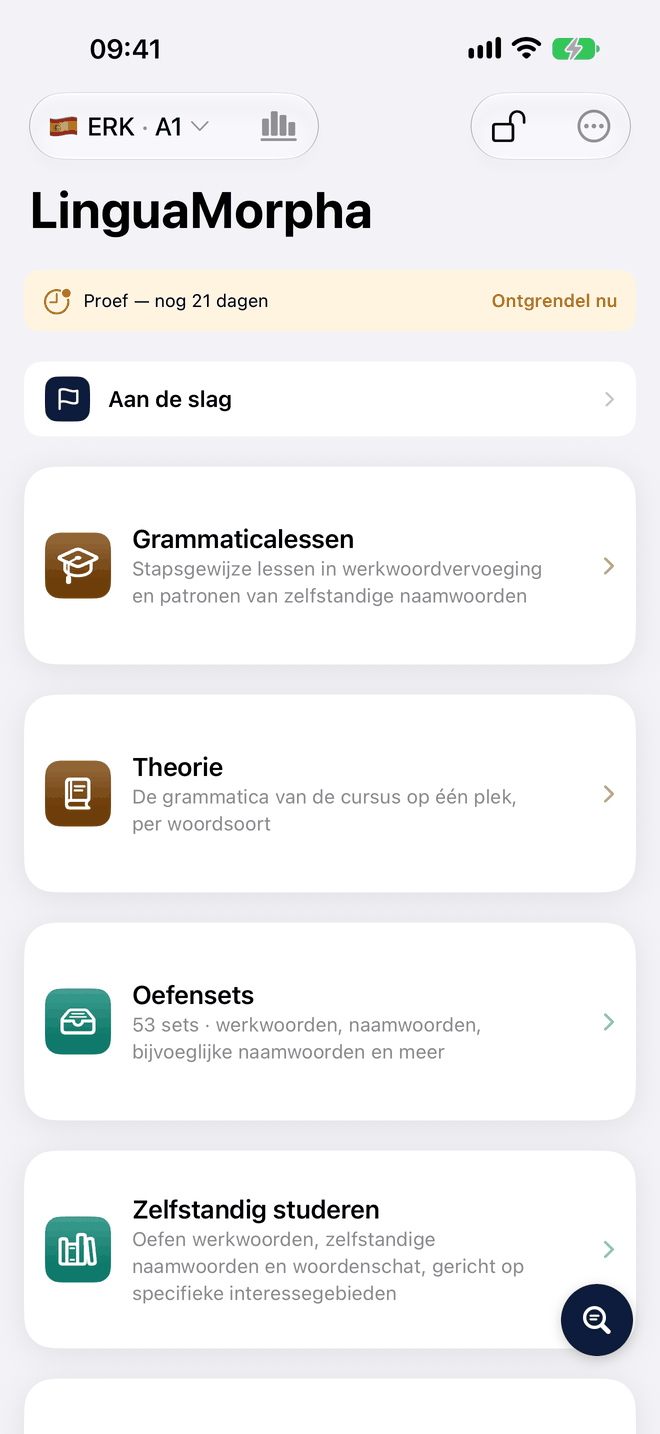 09:41
ERK · A1
LinguaMorpha
Proef — nog 21 dagen
Ontgrendel nu
Aan de slag
Grammaticalessen
Stapsgewijze lessen in werkwoordvervoeging
en patronen van zelfstandige naamwoorden
Theorie
De grammatica van de cursus op één plek,
per woordsoort
Oefensets
53 sets · werkwoorden, naamwoorden,
bijvoeglijke naamwoorden en meer
Zelfstandig studeren
Oefen werkwoorden, zelfstandige
naamwoorden en woordenschat, gericht op
specifieke interessegebieden